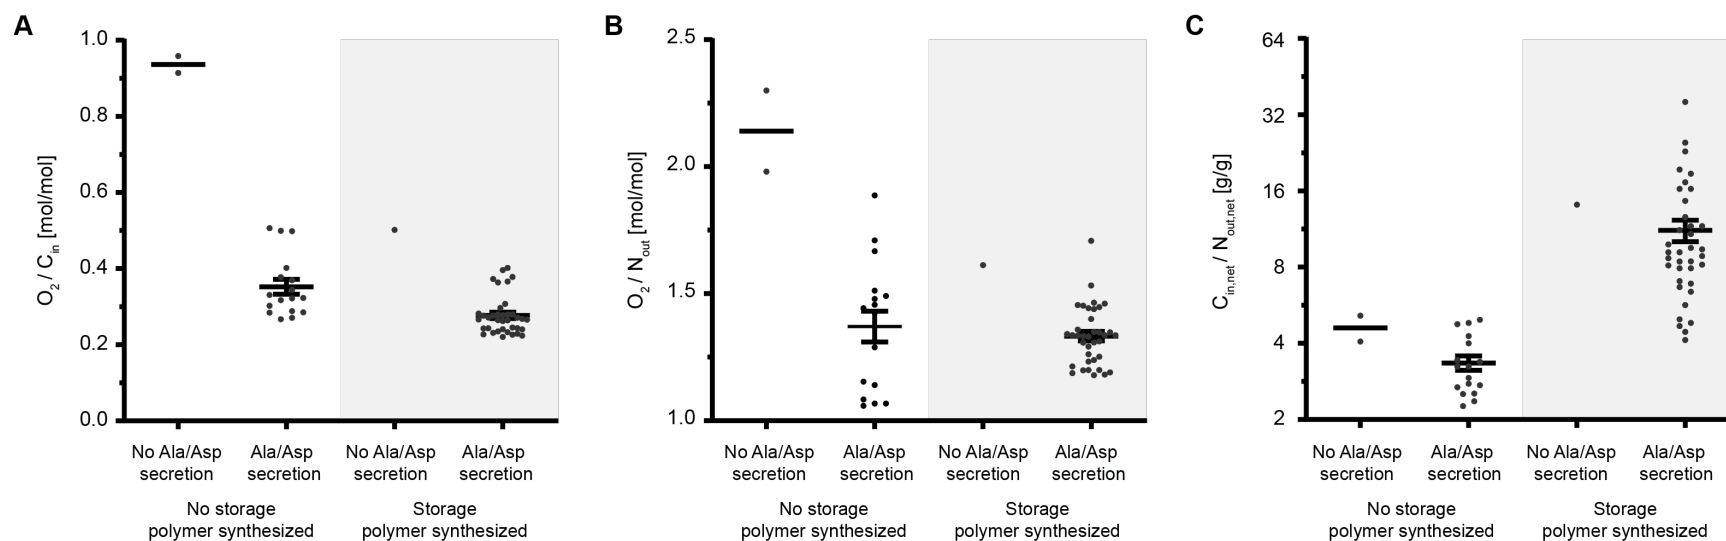 A
1.0
0.8
0.6
0.4
0.2
0.0
O2 / Cin [mol/mol]
No Ala/Asp secretion
Ala/Asp secretion
No Ala/Asp secretion
Ala/Asp secretion
No storage
polymer synthesized
Storage
polymer synthesized
B
2.5
2.0
1.5
1.0
O2 / Nout [mol/mol]
No Ala/Asp secretion
Ala/Asp secretion
No Ala/Asp secretion
Ala/Asp secretion
No storage
polymer synthesized
Storage
polymer synthesized
C
64
32
16
8
4
2
Cin,net / Nout,net [g/g]
No Ala/Asp secretion
Ala/Asp secretion
No Ala/Asp secretion
Ala/Asp secretion
No storage
polymer synthesized
Storage
polymer synthesized